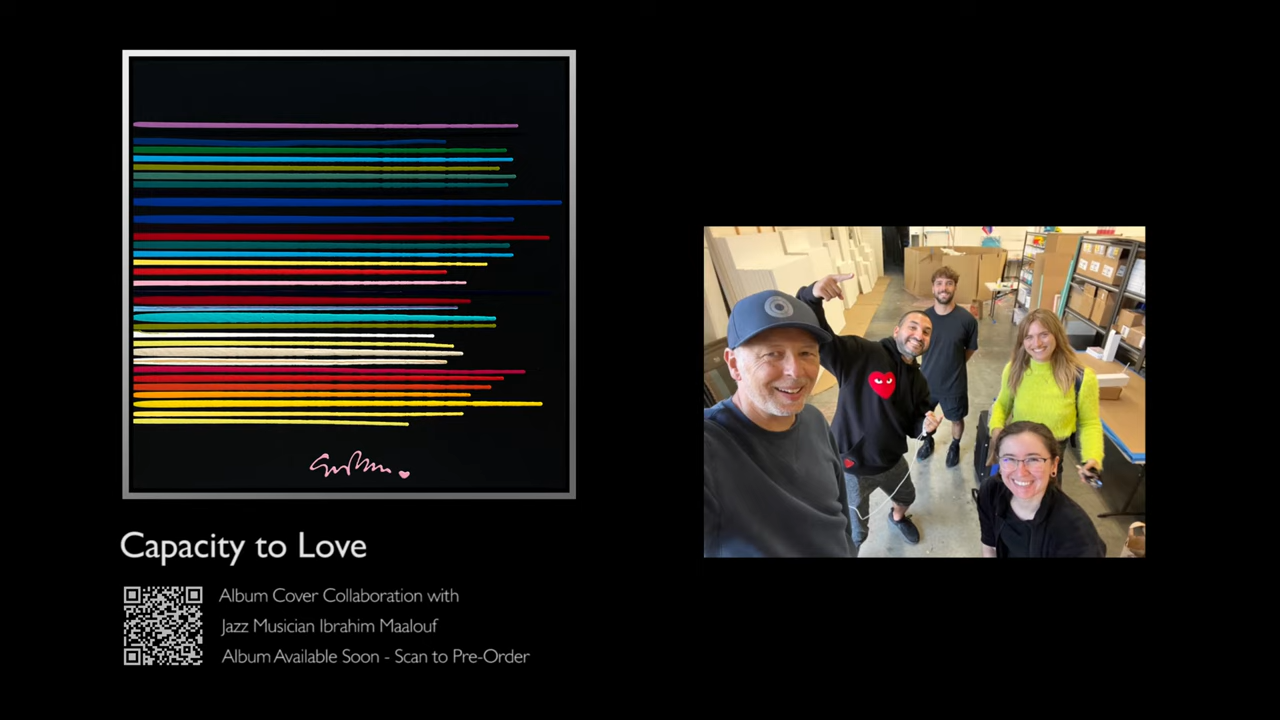 Capacity to Love
Album Cover Collaboration with
Jazz Musician Ibrahim Maalouf
Album Available Soon - Scan to Pre-Order